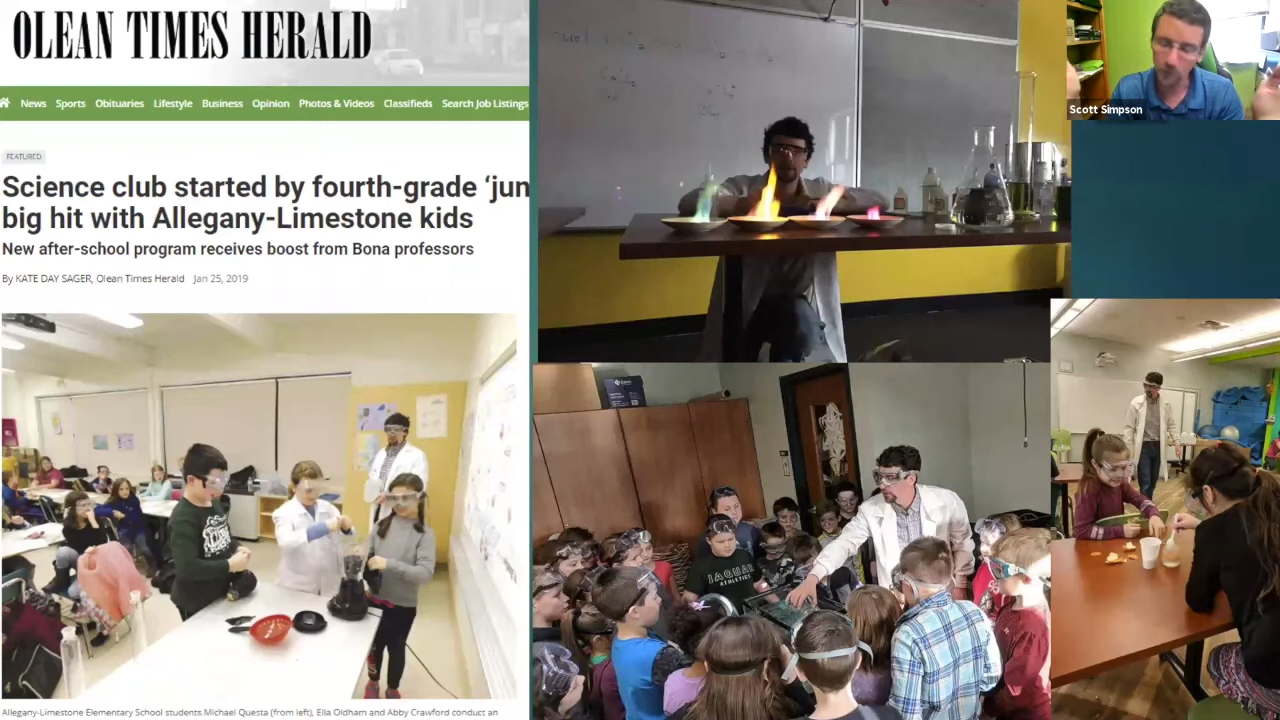 OLEAN TIMES HERALD
News Sports Obituaries Lifestyle Business Opinion Photos & Videos Classifieds Search Job Listings
FEATURED
Science club started by fourth-grade ‘jun
big hit with Allegany-Limestone kids
New after-school program receives boost from Bona professors
By KATE DAY SAGER, Olean Times Herald Jan 25, 2019
Allegany-Limestone Elementary School students Michael Questa (from left), Ella Oldham and Abby Crawford conduct an
Scott Simpson
JAGUAR
ATHLETICS